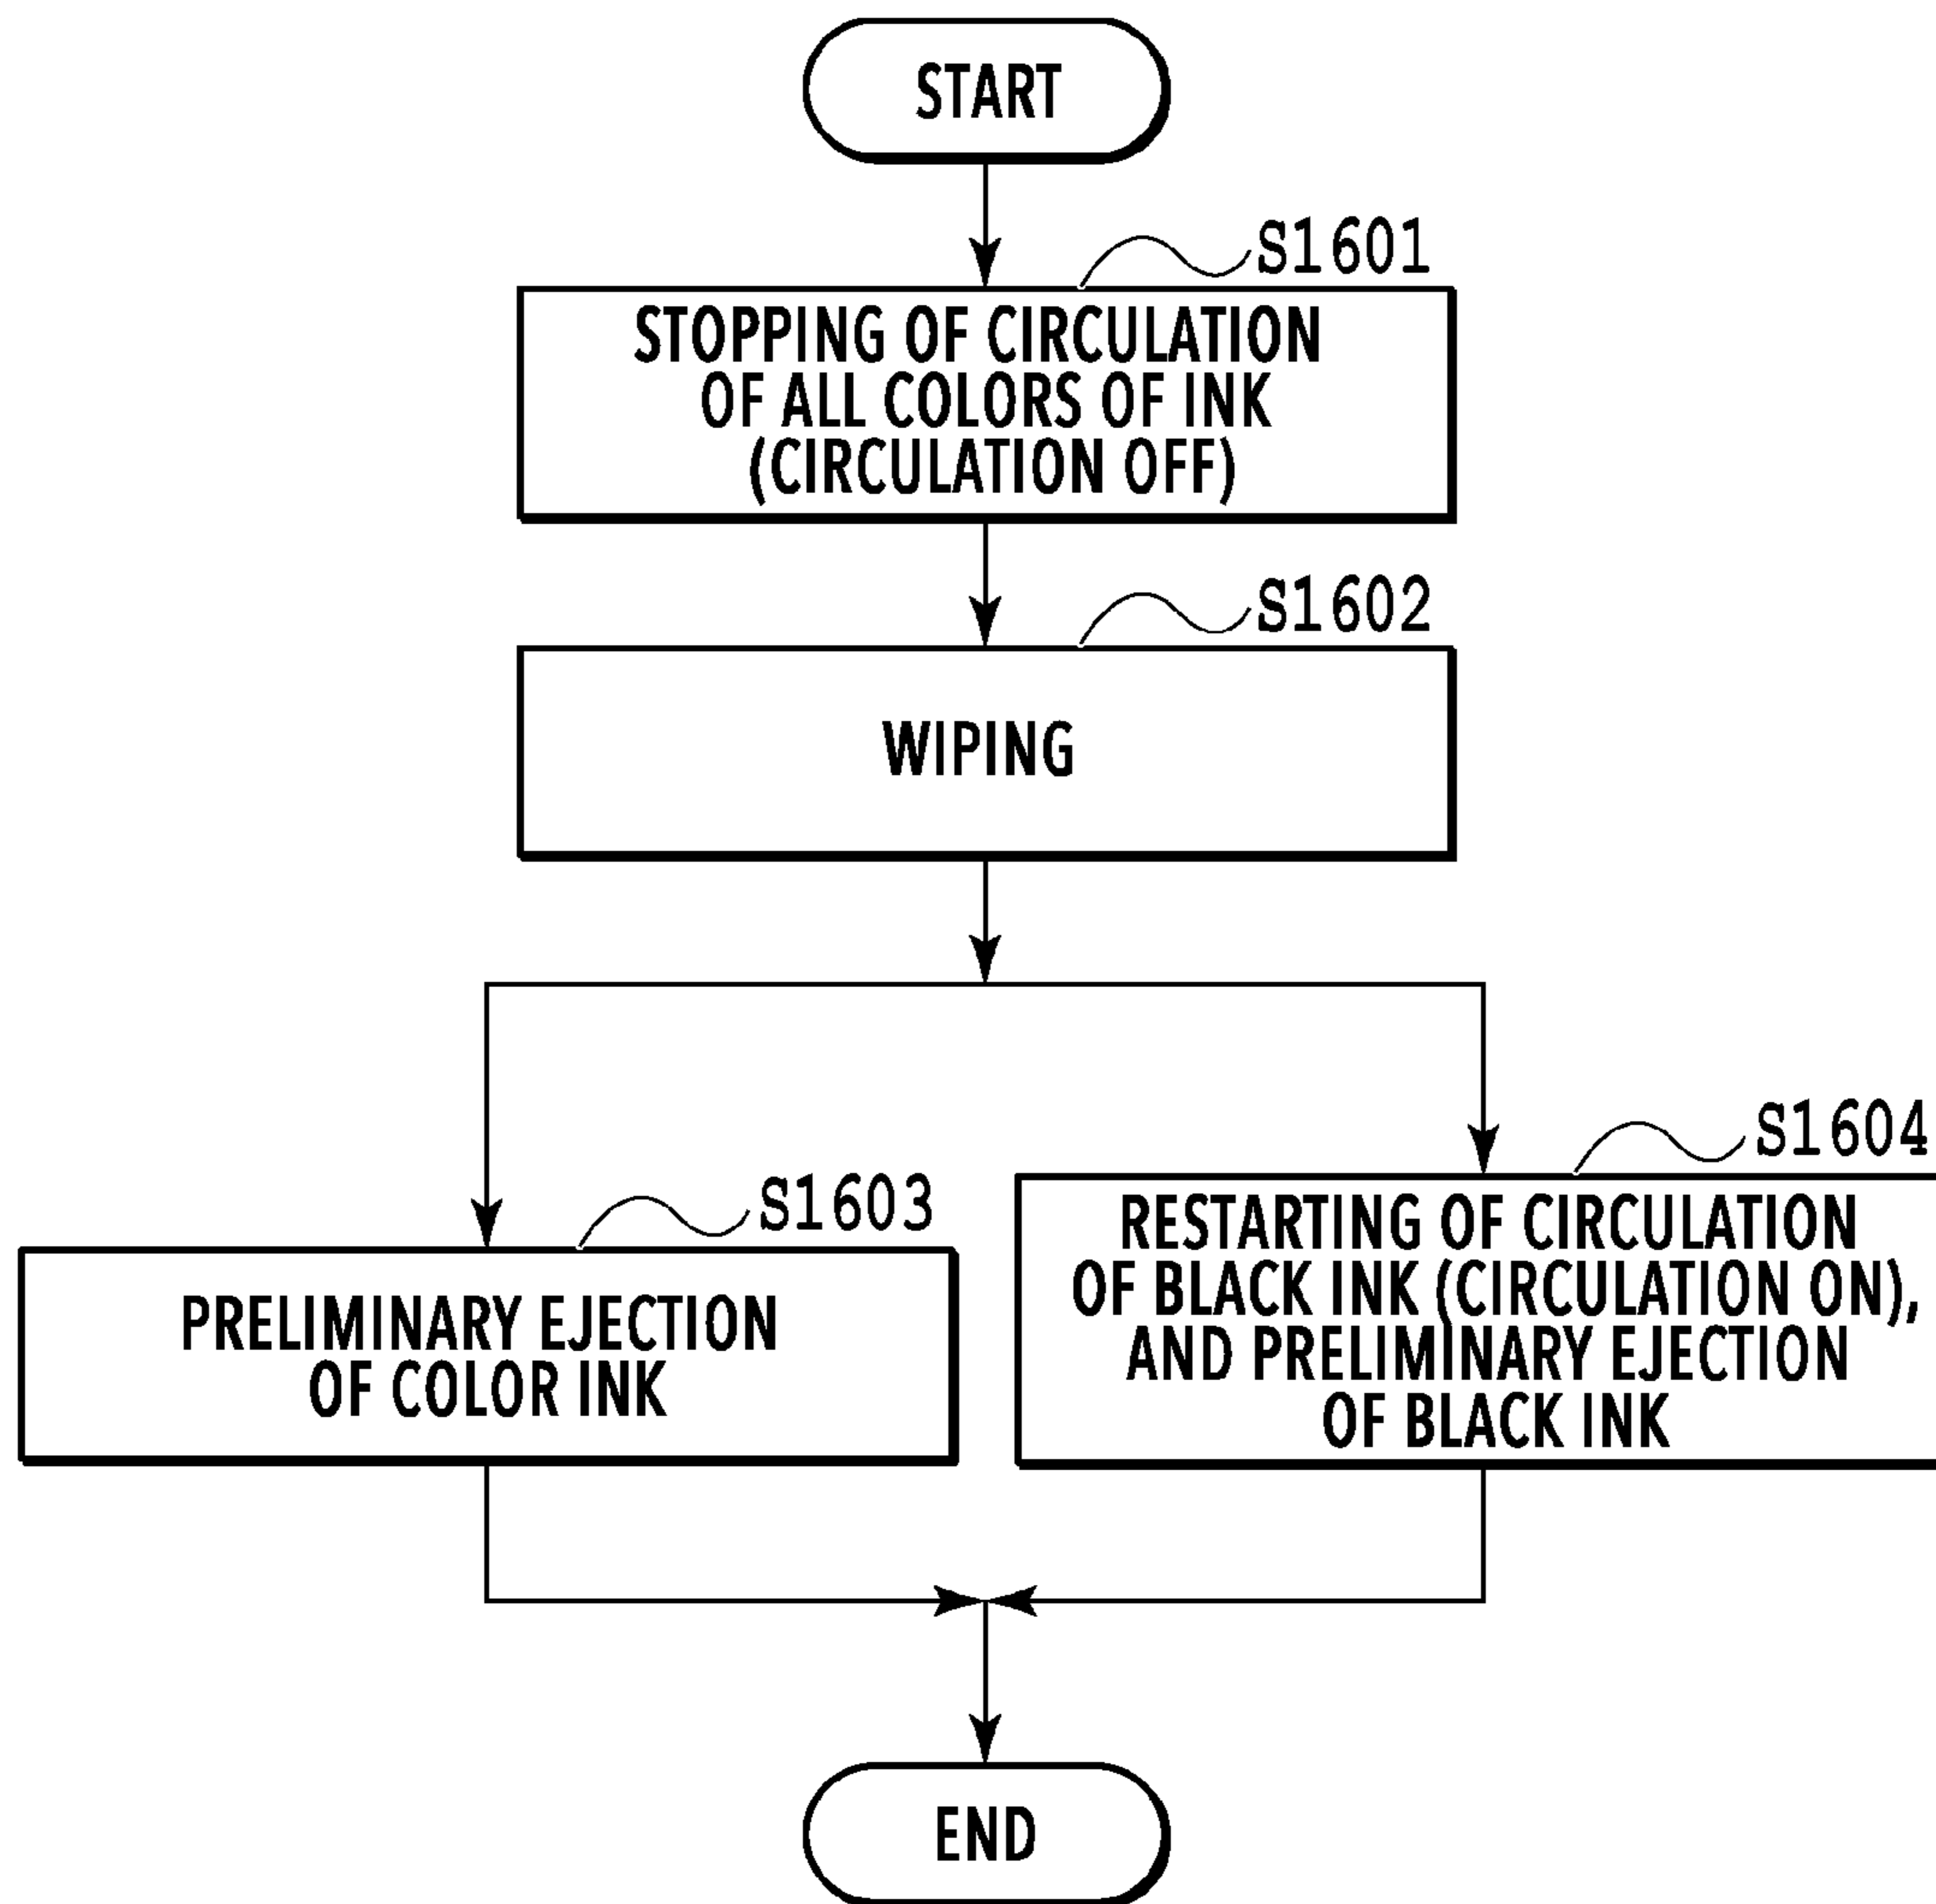 START
S1601
STOPPING OF CIRCULATION
OF ALL COLORS OF INK
(CIRCULATION OFF)
S1602
WIPING
S1603
PRELIMINARY EJECTION
OF COLOR INK
S1604
RESTARTING OF CIRCULATION
OF BLACK INK (CIRCULATION ON),
AND PRELIMINARY EJECTION
OF BLACK INK
END